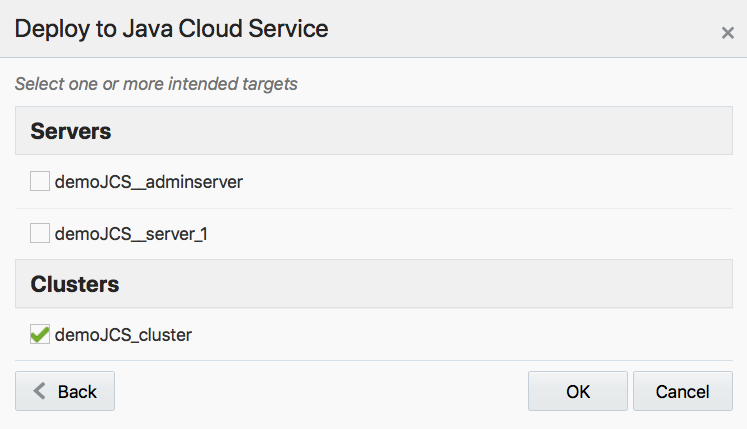 Deploy to Java Cloud Service
Select one or more intended targets
Servers
demoJCS__adminserver
demoJCS__server_1
Clusters
demoJCS_cluster
Back
OK
Cancel